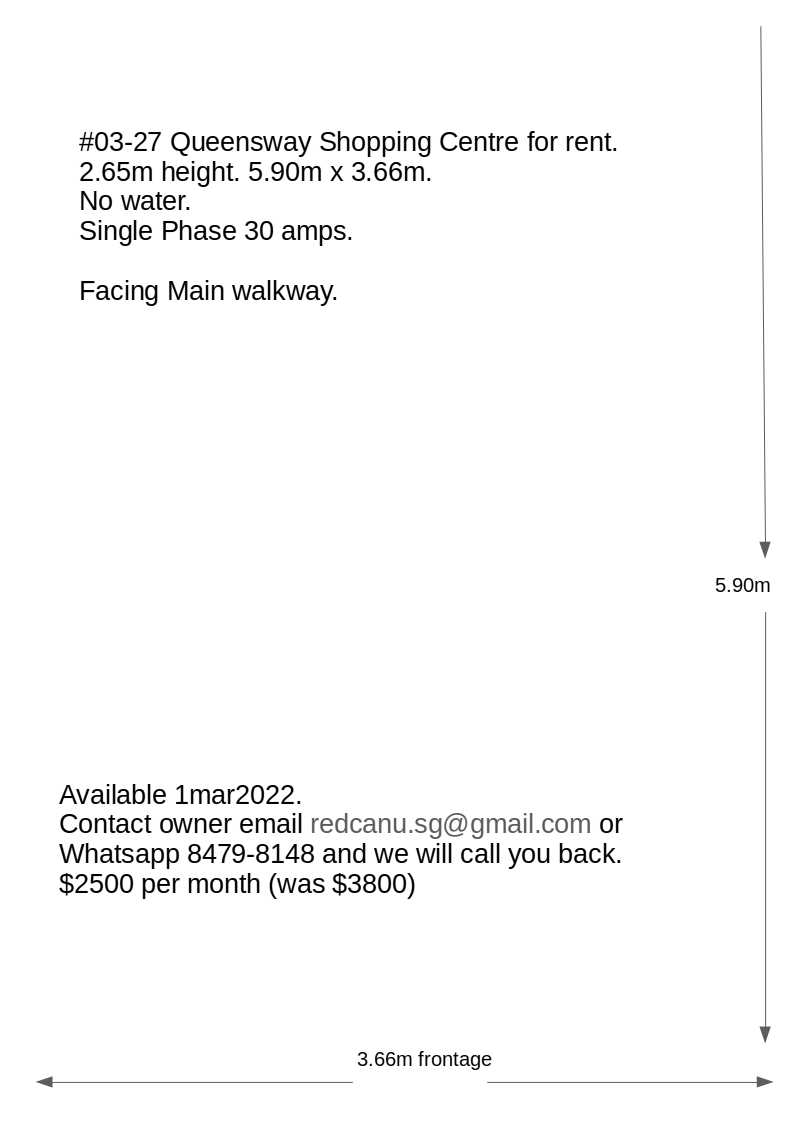 #03-27 Queensway Shopping Centre for rent.
2.65m height. 5.90m x 3.66m.
No water.
Single Phase 30 amps.
Facing Main walkway.
5.90m
Available 1mar2022.
Contact owner email redcanu.sg@gmail.com or
Whatsapp 8479-8148 and we will call you back.
$2500 per month (was $3800)
3.66m frontage